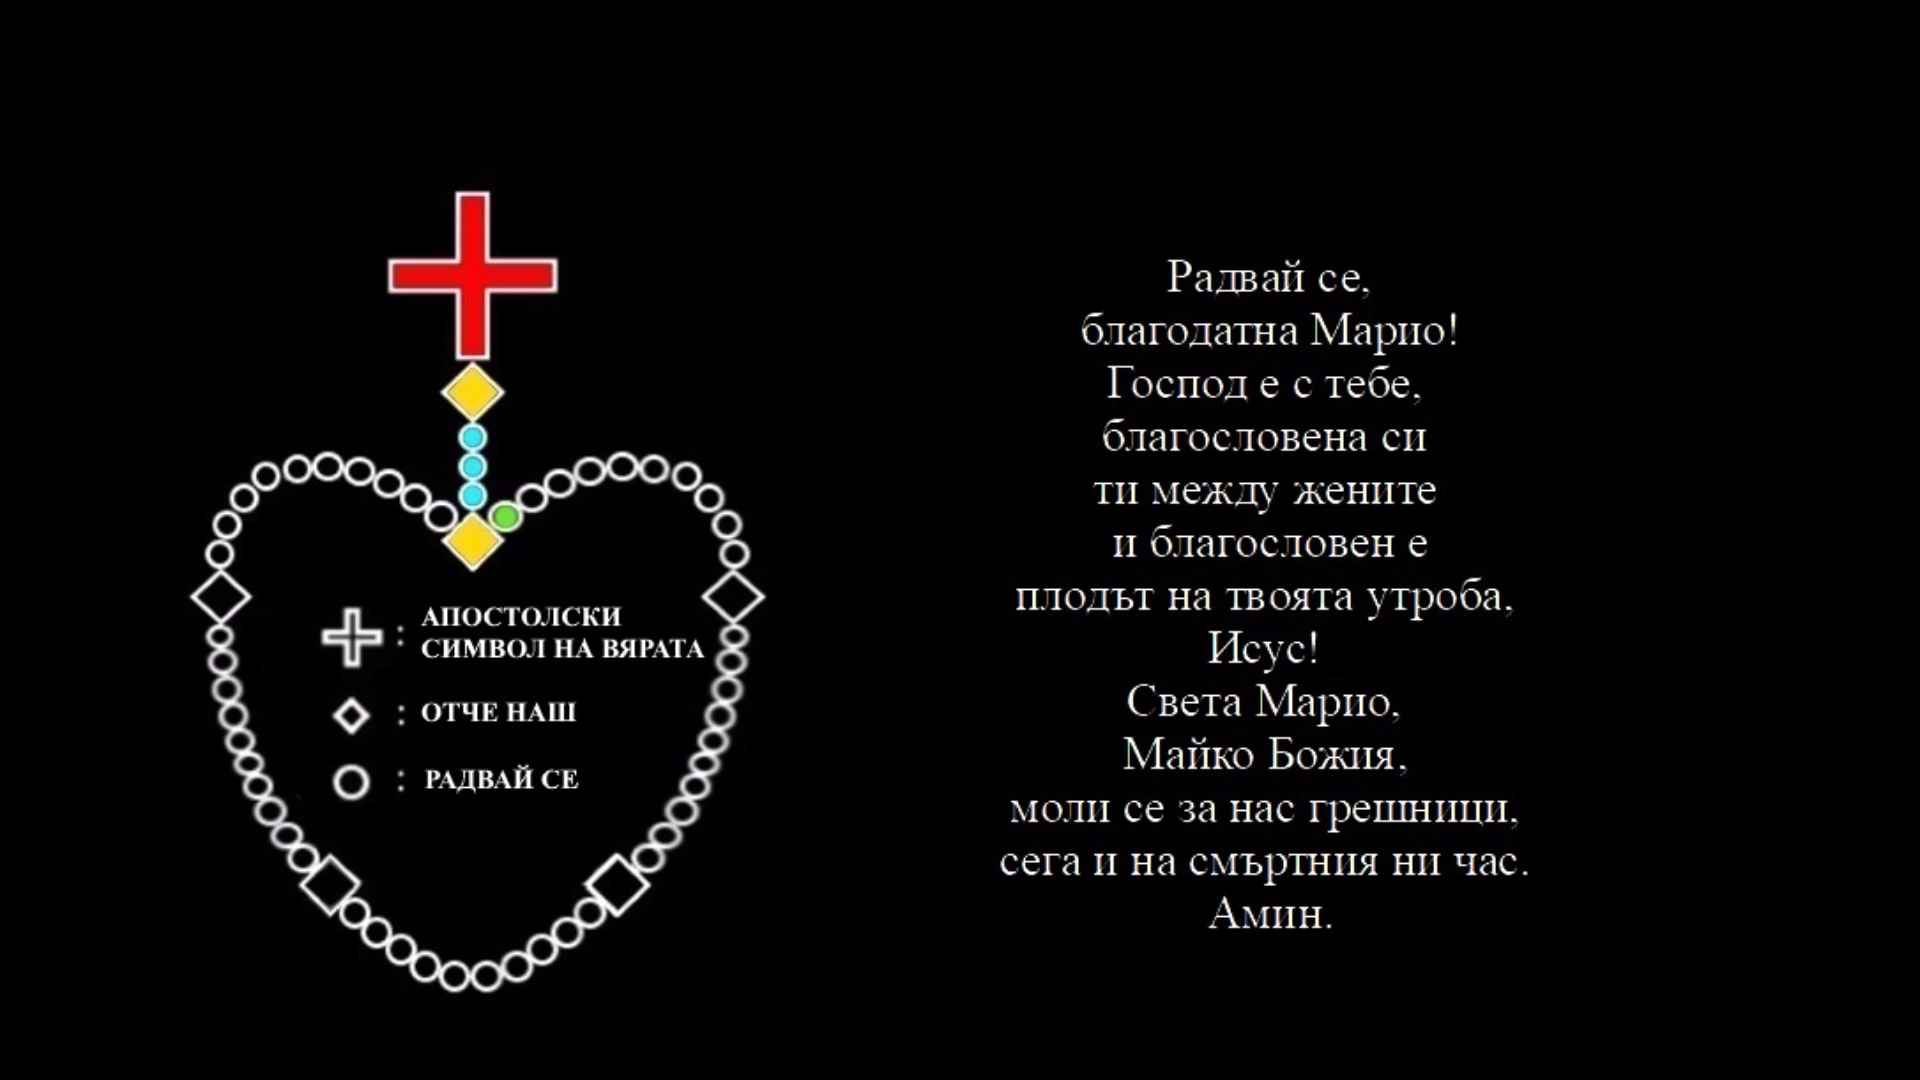 АПОСТОЛСКИ
СИМВОЛ НА ВЯРАТА
ОТЧЕ НАШ
РАДВАЙ СЕ
Радвай се,
благодатна Марио!
Господ е с тебе,
благословена си
ти между жените
и благословен е
плодът на твоята утроба,
Исус!
Света Марио,
Майко Божия,
моли се за нас грешници,
сега и на смъртния ни час.
Амин.